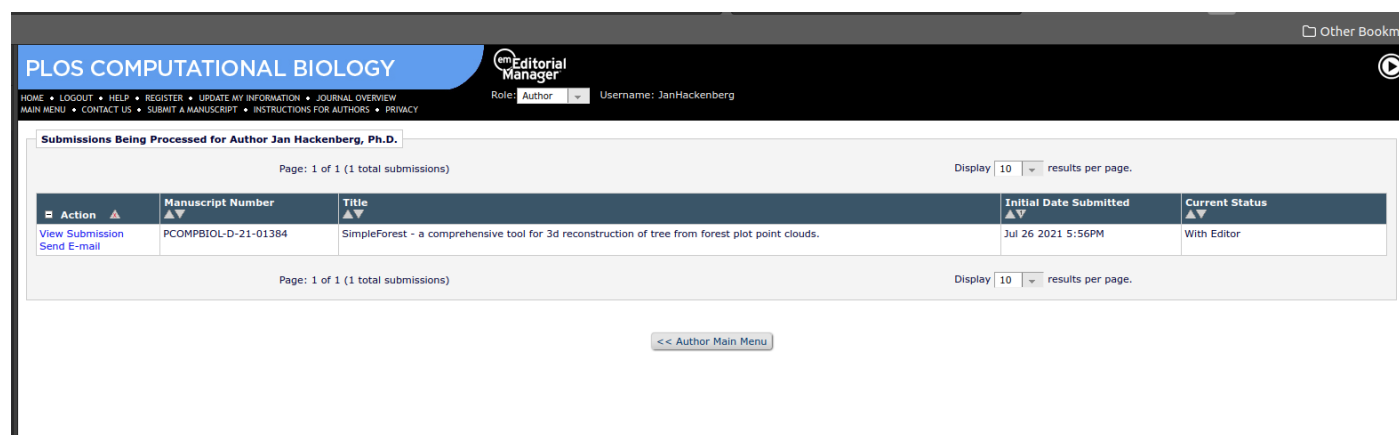 Other Bookm
PLOS COMPUTATIONAL BIOLOGY
em Editorial
Manager
HOME • LOGOUT • HELP • REGISTER • UPDATE MY INFORMATION • JOURNAL OVERVIEW
MAIN MENU • CONTACT US • SUBMIT A MANUSCRIPT • INSTRUCTIONS FOR AUTHORS • PRIVACY
Role: Author Username: JanHackenberg
Submissions Being Processed for Author Jan Hackenberg, Ph.D.
Page: 1 of 1 (1 total submissions) Display 10 results per page.
Action Manuscript Number Title Initial Date Submitted Current Status
View Submission PCOMPBIOL-D-21-01384 SimpleForest - a comprehensive tool for 3d reconstruction of tree from forest plot point clouds. Jul 26 2021 5:56PM With Editor
Send E-mail
Page: 1 of 1 (1 total submissions) Display 10 results per page.
<< Author Main Menu